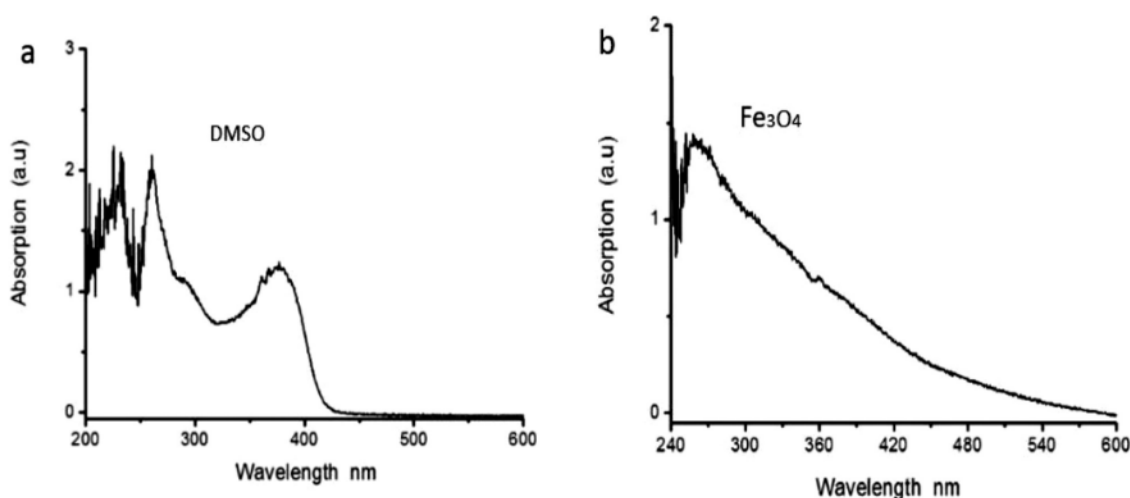 a
3
2
1
0
Absorption (a.u)
DMSO
200 300 400 500 600
Wavelength nm
b
2
1
0
Absorption (a.u)
Fe₃O₄
240 300 360 420 480 540 600
Wavelength nm